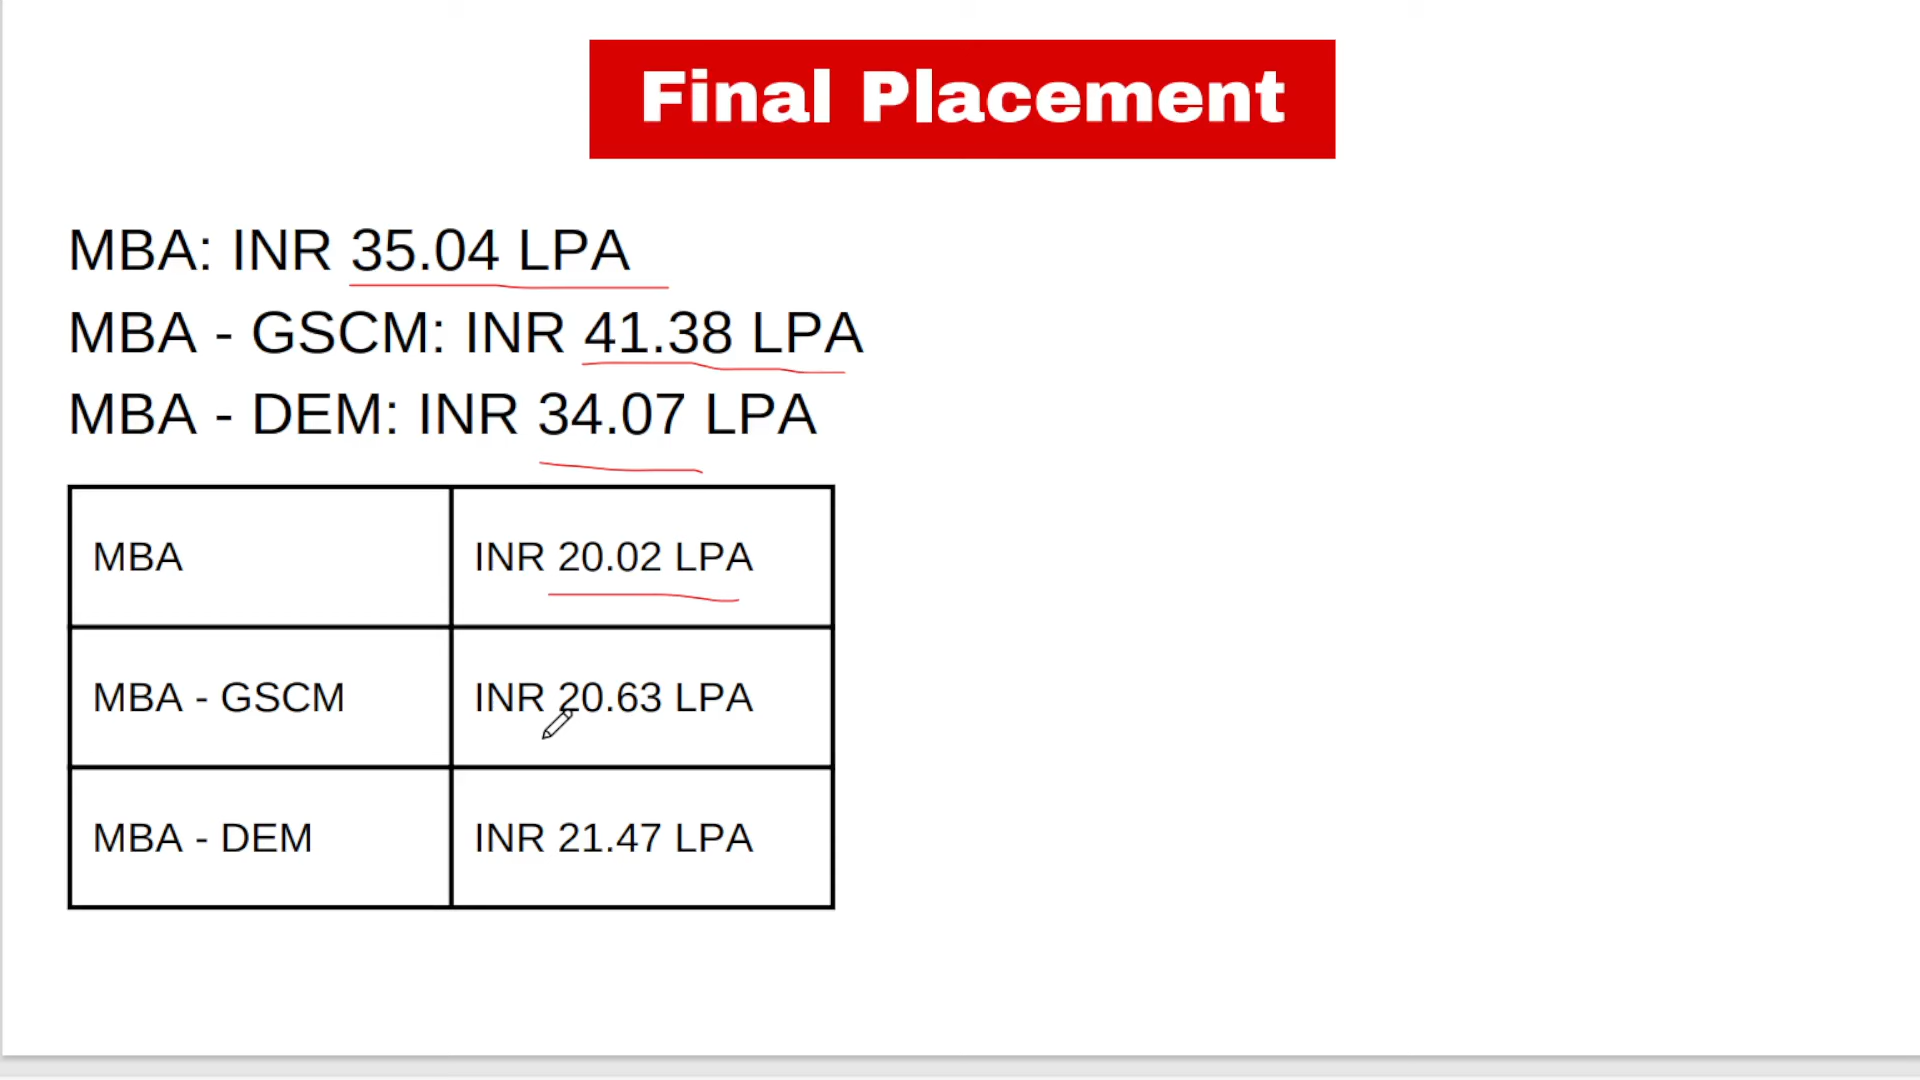 Final Placement
MBA: INR 35.04 LPA
MBA - GSCM: INR 41.38 LPA
MBA - DEM: INR 34.07 LPA
MBA INR 20.02 LPA
MBA - GSCM INR 20.63 LPA
MBA - DEM INR 21.47 LPA